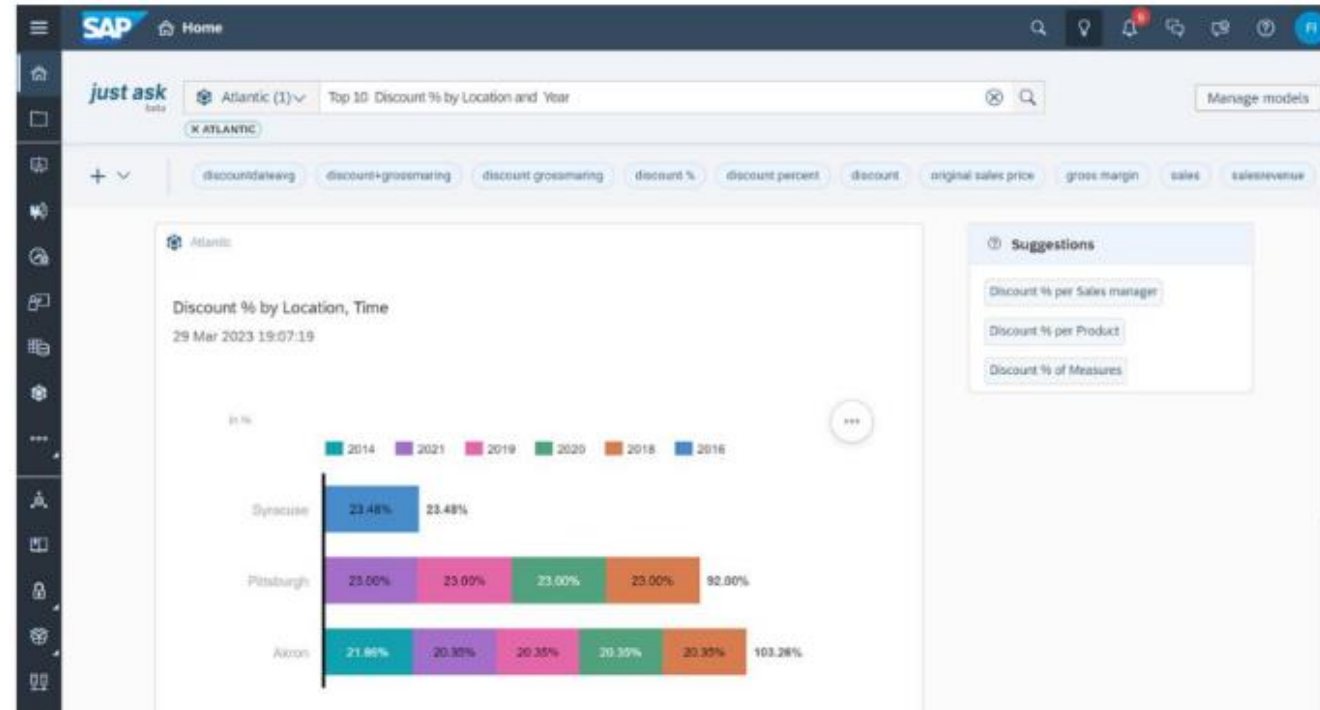 SAP Home
just ask
beta
Atlantic (1) Top 10 Discount % by Location and Year
Manage models
X ATLANTIC
discountdateavg discount+grossmaring discount grossmaring discount % discount percent discount original sales price gross margin sales salesrevenue
Atlantic
Suggestions
Discount % by Location, Time
29 Mar 2023 19:07:19
Discount % per Sales manager
Discount % per Product
Discount % of Measures
In %
2014 2021 2019 2020 2018 2016
Syracuse 23.48% 23.48%
Pittsburgh 23.00% 23.00% 23.00% 23.00% 92.00%
Akron 21.86% 20.35% 20.35% 20.35% 20.35% 103.26%